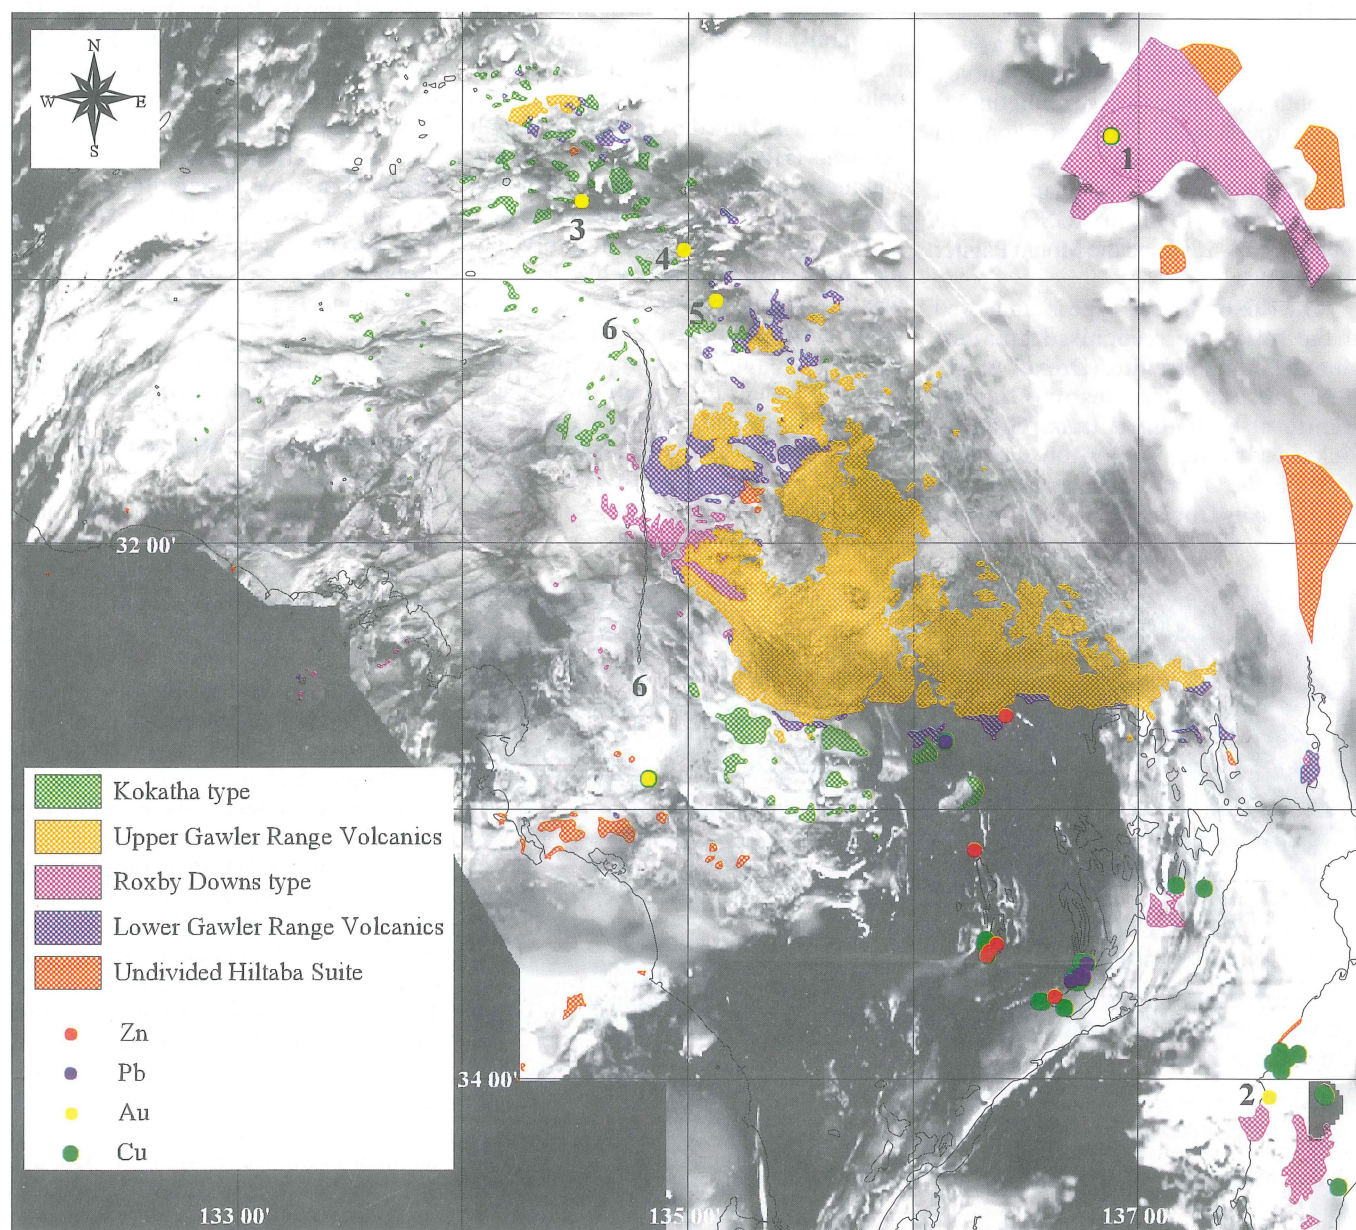 N
W E
S
1
3
4
5
6
32 00'
6
Kokatha type
Upper Gawler Range Volcanics
Roxby Downs type
Lower Gawler Range Volcanics
Undivided Hiltaba Suite
Zn
Pb
Au
Cu
34 00'
2
133 00'
135 00'
137 00'